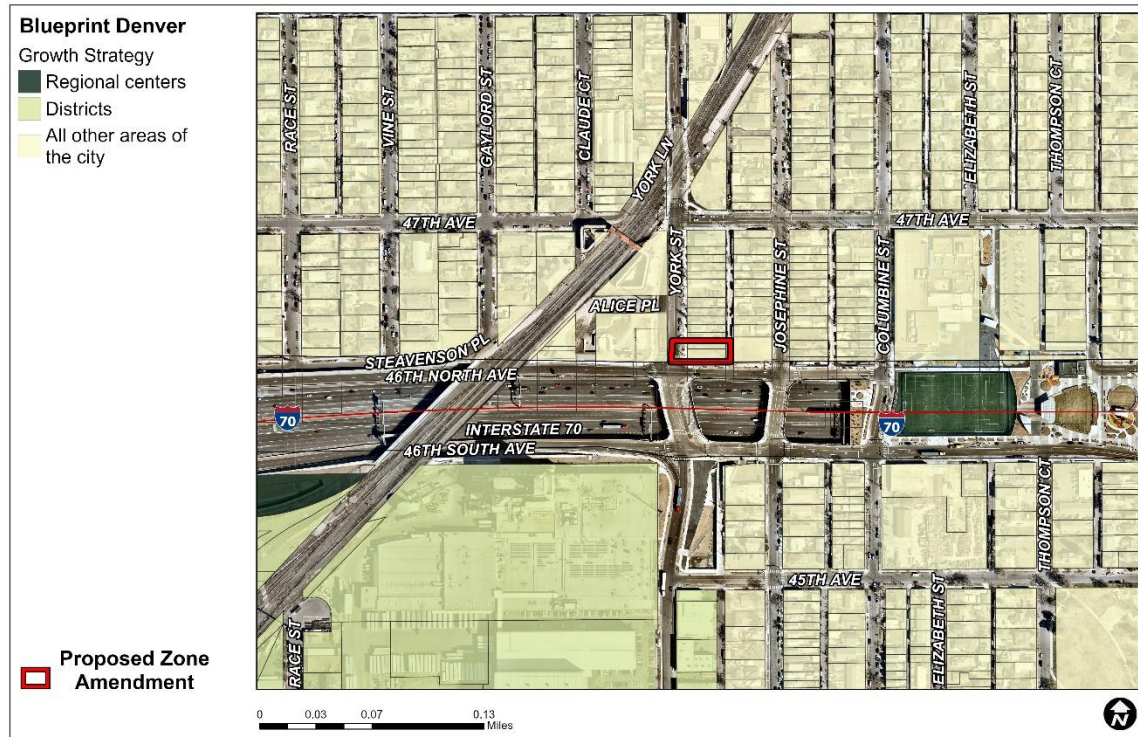 Blueprint Denver
Growth Strategy
Regional centers
Districts
All other areas of
the city
RACE ST
VINE ST
GAYLORD ST
CLAUDE CT
YORK LN
ELIZABETH ST
THOMPSON CT
47TH AVE
47TH AVE
YORK ST
JOSEPHINE ST
COLUMBINE ST
ALICE PL
STEAVENSON PL
46TH NORTH AVE
70
INTERSTATE 70
70
46TH SOUTH AVE
THOMPSON CT
45TH AVE
ELIZABETH ST
RACE ST
Proposed Zone
Amendment
0 0.03 0.07 0.13
Miles
N